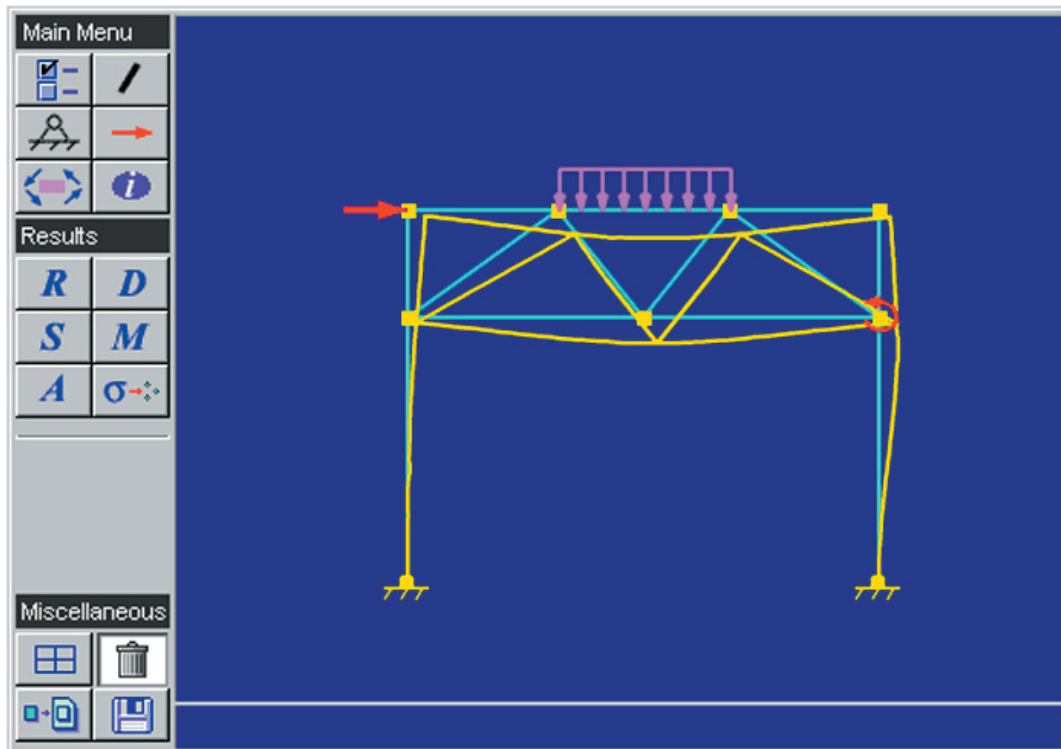 Main Menu
i
Results
R D
S M
A σ
Miscellaneous